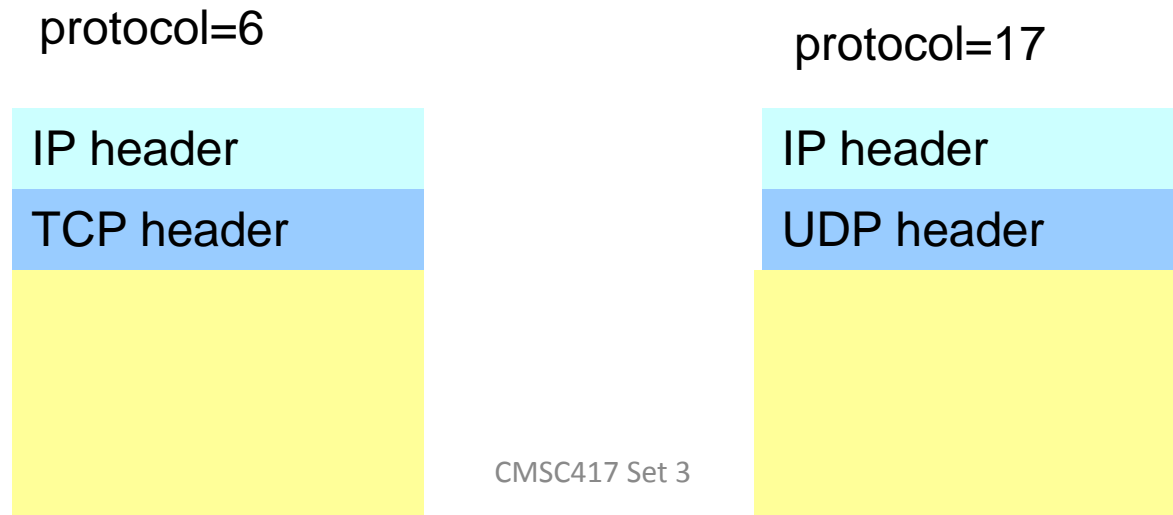 protocol=6
IP header
TCP header
protocol=17
IP header
UDP header
CMSC417 Set 3